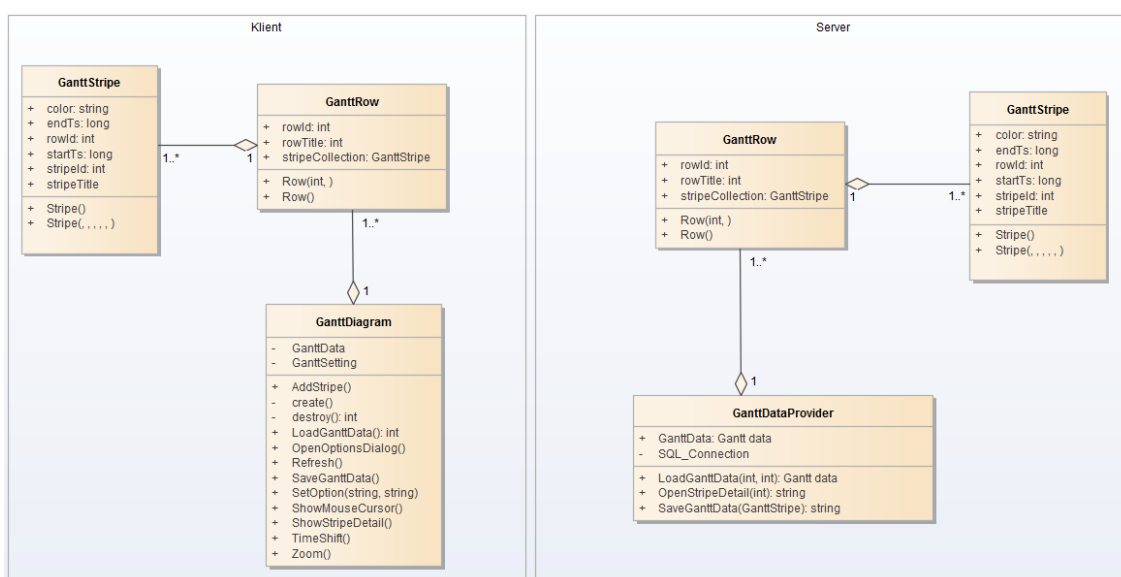 Klient
GanttStripe
+ color: string
+ endTs: long
+ rowId: int
+ startTs: long
+ stripeId: int
+ stripeTitle
+ Stripe()
+ Stripe(, , , , , )
1..*
1
GanttRow
+ rowId: int
+ rowTitle: int
+ stripeCollection: GanttStripe
+ Row(int, )
+ Row()
1..*
1
GanttDiagram
- GanttData
- GanttSetting
+ AddStripe()
- create()
- destroy(): int
+ LoadGanttData(): int
+ OpenOptionsDialog()
+ Refresh()
+ SaveGanttData()
+ SetOption(string, string)
+ ShowMouseCursor()
+ ShowStripeDetail()
+ TimeShift()
+ Zoom()
Server
GanttRow
+ rowId: int
+ rowTitle: int
+ stripeCollection: GanttStripe
+ Row(int, )
+ Row()
1
1..*
GanttStripe
+ color: string
+ endTs: long
+ rowId: int
+ startTs: long
+ stripeId: int
+ stripeTitle
+ Stripe()
+ Stripe(, , , , , )
1..*
1
GanttDataProvider
+ GanttData: Gantt data
- SQL_Connection
+ LoadGanttData(int, int): Gantt data
+ OpenStripeDetail(int): string
+ SaveGanttData(GanttStripe): string